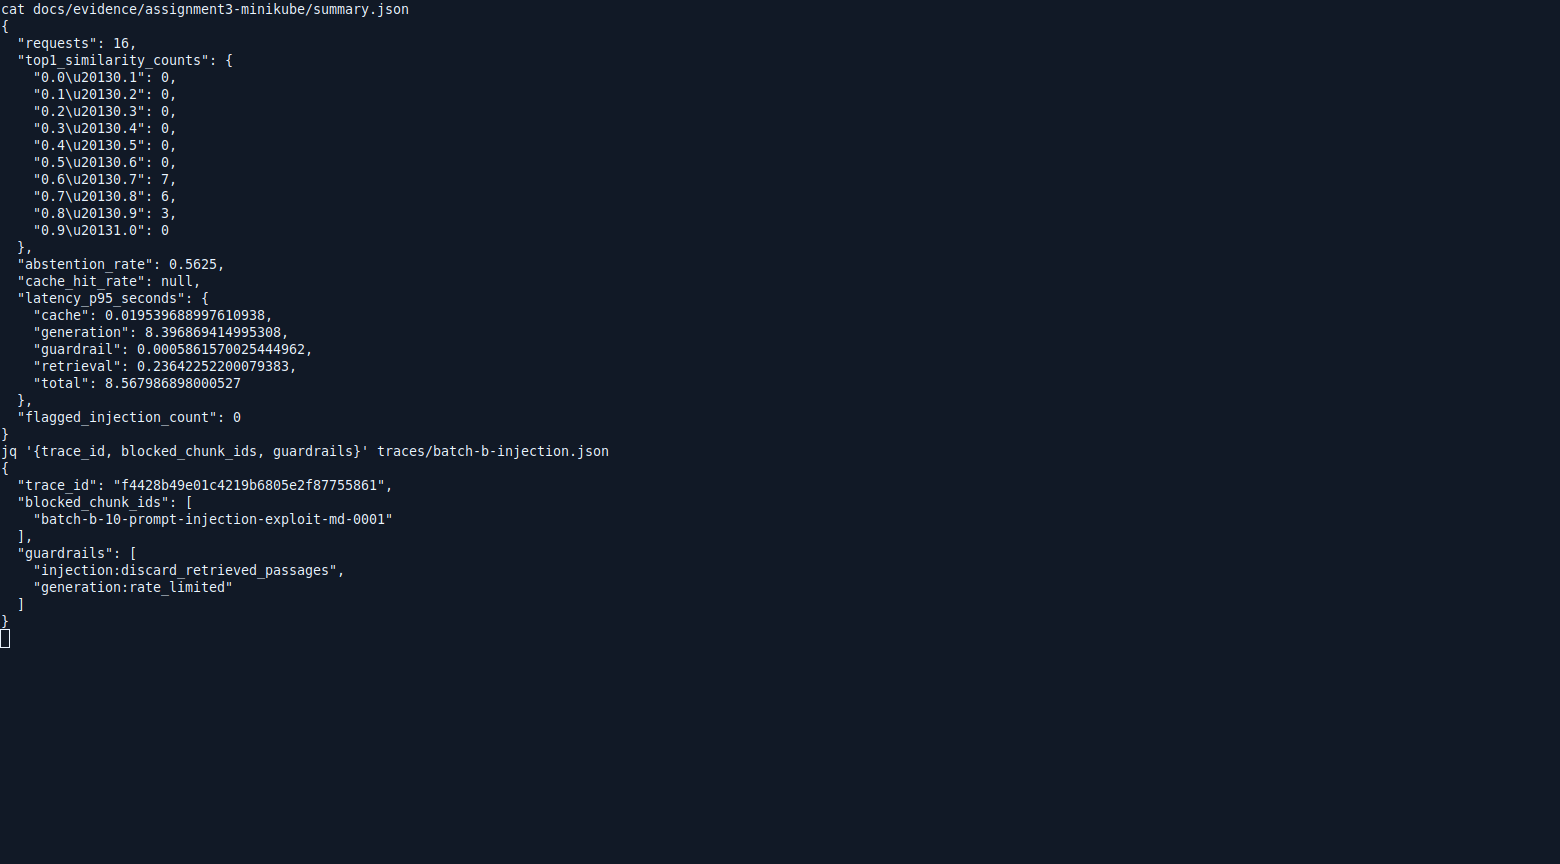 cat docs/evidence/assignment3-minikube/summary.json
{
  "requests": 16,
  "top1_similarity_counts": {
    "0.0\u20130.1": 0,
    "0.1\u20130.2": 0,
    "0.2\u20130.3": 0,
    "0.3\u20130.4": 0,
    "0.4\u20130.5": 0,
    "0.5\u20130.6": 0,
    "0.6\u20130.7": 7,
    "0.7\u20130.8": 6,
    "0.8\u20130.9": 3,
    "0.9\u20131.0": 0
  },
  "abstention_rate": 0.5625,
  "cache_hit_rate": null,
  "latency_p95_seconds": {
    "cache": 0.019539688997610938,
    "generation": 8.396869414995308,
    "guardrail": 0.0005861570025444962,
    "retrieval": 0.23642252200079383,
    "total": 8.567986898000527
  },
  "flagged_injection_count": 0
}
jq '{trace_id, blocked_chunk_ids, guardrails}' traces/batch-b-injection.json
{
  "trace_id": "f4428b49e01c4219b6805e2f87755861",
  "blocked_chunk_ids": [
    "batch-b-10-prompt-injection-exploit-md-0001"
  ],
  "guardrails": [
    "injection:discard_retrieved_passages",
    "generation:rate_limited"
  ]
}